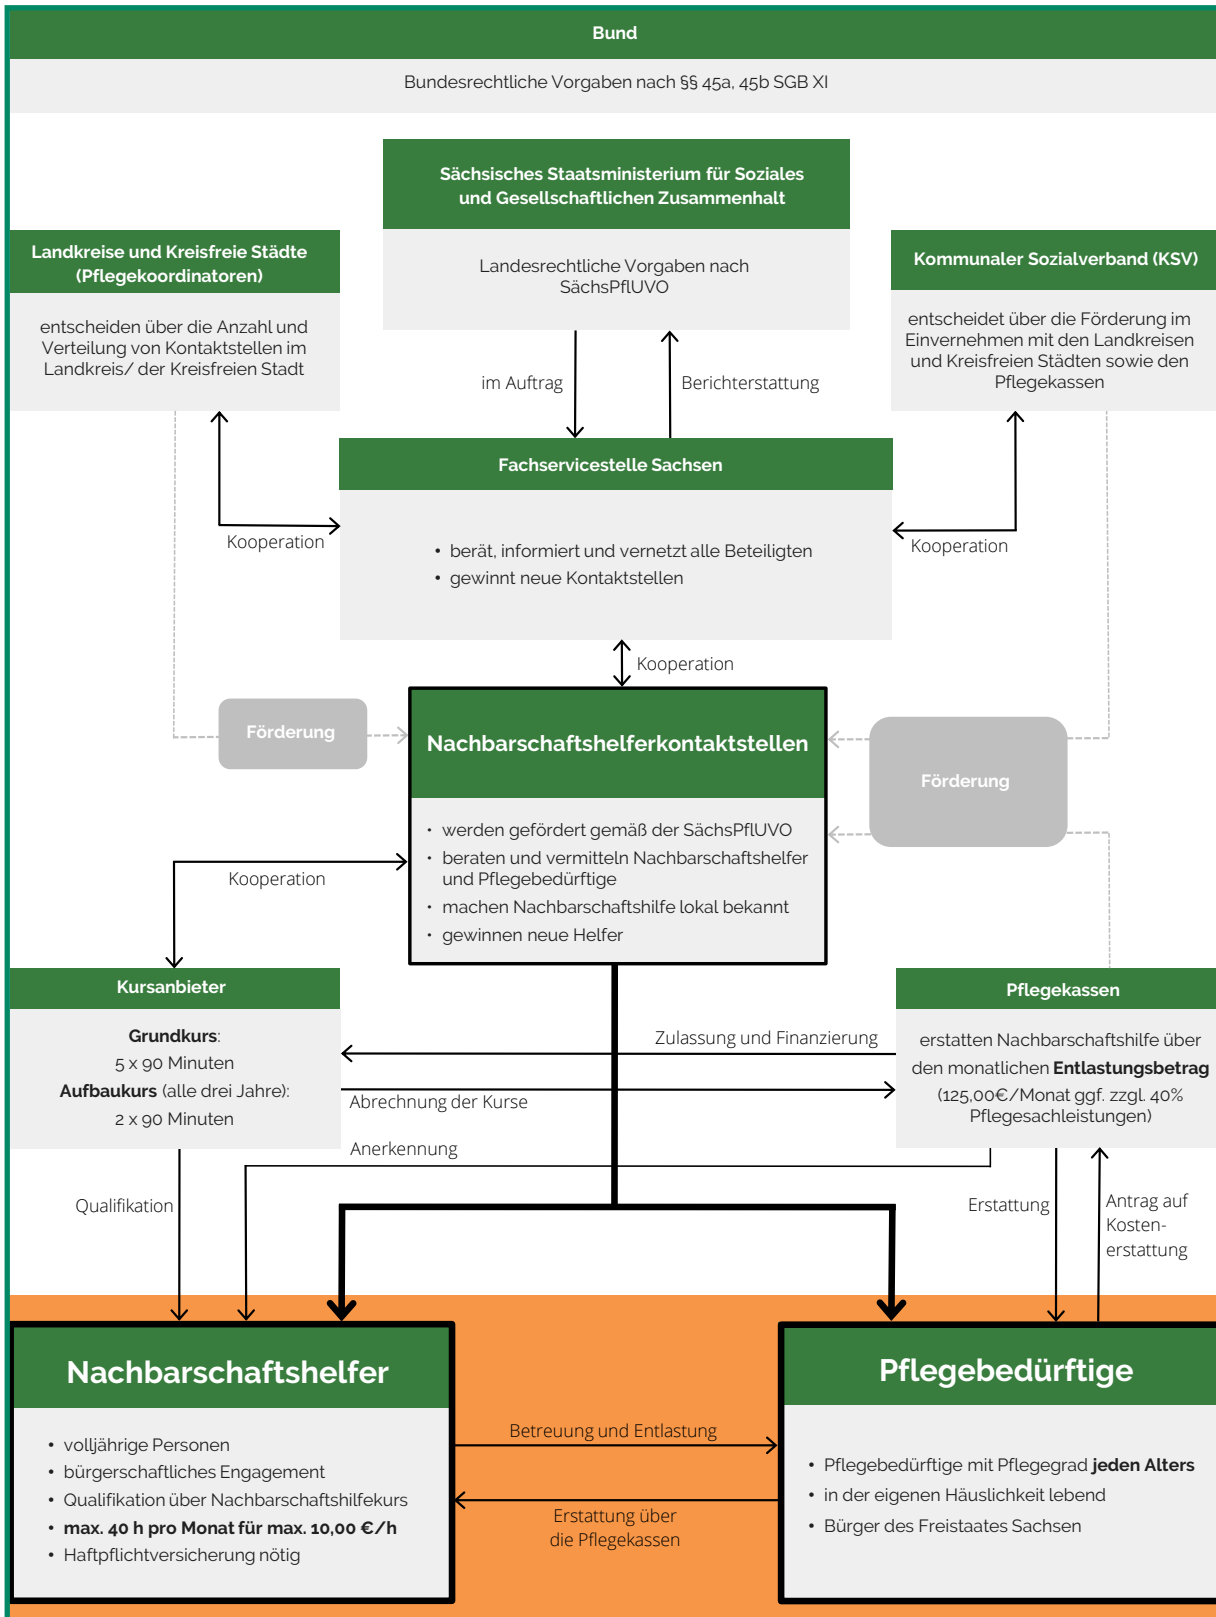 Bund
Bundesrechtliche Vorgaben nach §§ 45a, 45b SGB XI
Sächsisches Staatsministerium für Soziales
und Gesellschaftlichen Zusammenhalt
Landesrechtliche Vorgaben nach
SächsPflUVO
Landkreise und Kreisfreie Städte
(Pflegekoordinatoren)
entscheiden über die Anzahl und
Verteilung von Kontaktstellen im
Landkreis/ der Kreisfreien Stadt
Kommunaler Sozialverband (KSV)
entscheidet über die Förderung im
Einvernehmen mit den Landkreisen
und Kreisfreien Städten sowie den
Pflegekassen
im Auftrag
Berichterstattung
Fachservicestelle Sachsen
• berät, informiert und vernetzt alle Beteiligten
• gewinnt neue Kontaktstellen
Kooperation
Kooperation
Kooperation
Förderung
Nachbarschaftshelferkontaktstellen
• werden gefördert gemäß der SächsPflUVO
• beraten und vermitteln Nachbarschaftshelfer
und Pflegebedürftige
• machen Nachbarschaftshilfe lokal bekannt
• gewinnen neue Helfer
Förderung
Kooperation
Kursanbieter
Grundkurs:
5 x 90 Minuten
Aufbaukurs (alle drei Jahre):
2 x 90 Minuten
Pflegekassen
erstatten Nachbarschaftshilfe über
den monatlichen Entlastungsbetrag
(125,00€/Monat ggf. zzgl. 40%
Pflegesachleistungen)
Zulassung und Finanzierung
Abrechnung der Kurse
Anerkennung
Qualifikation
Erstattung
Antrag auf
Kosten-
erstattung
Nachbarschaftshelfer
• volljährige Personen
• bürgerschaftliches Engagement
• Qualifikation über Nachbarschaftshilfekurs
• max. 40 h pro Monat für max. 10,00 €/h
• Haftpflichtversicherung nötig
Betreuung und Entlastung
Erstattung über
die Pflegekassen
Pflegebedürftige
• Pflegebedürftige mit Pflegegrad jeden Alters
• in der eigenen Häuslichkeit lebend
• Bürger des Freistaates Sachsen